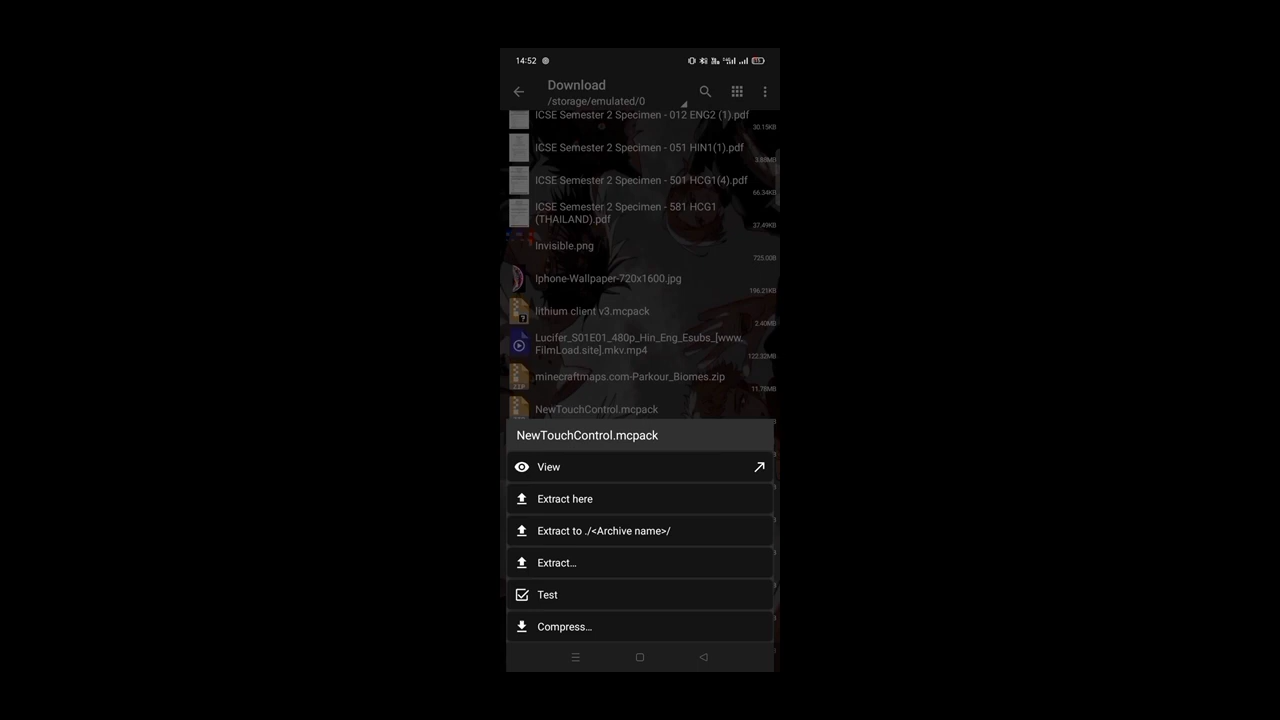 14:52
Download
/storage/emulated/0
ICSE Semester 2 Specimen - 012 ENG2 (1).pdf
30.15KB
ICSE Semester 2 Specimen - 051 HIN1(1).pdf
ICSE Semester 2 Specimen - 501 HCG1(4).pdf
66.34KB
ICSE Semester 2 Specimen - 581 HCG1
(THAILAND).pdf
37.49KB
Invisible.png
725.00B
Iphone-Wallpaper-720x1600.jpg
196.21KB
lithium client v3.mcpack
2.40MB
Lucifer_S01E01_480p_Hin_Eng_Esubs_[www.
FilmLoad.site].mkv.mp4
122.32MB
minecraftmaps.com-Parkour_Biomes.zip
11.78MB
NewTouchControl.mcpack
NewTouchControl.mcpack
View
Extract here
Extract to ./<Archive name>/
Extract...
Test
Compress...